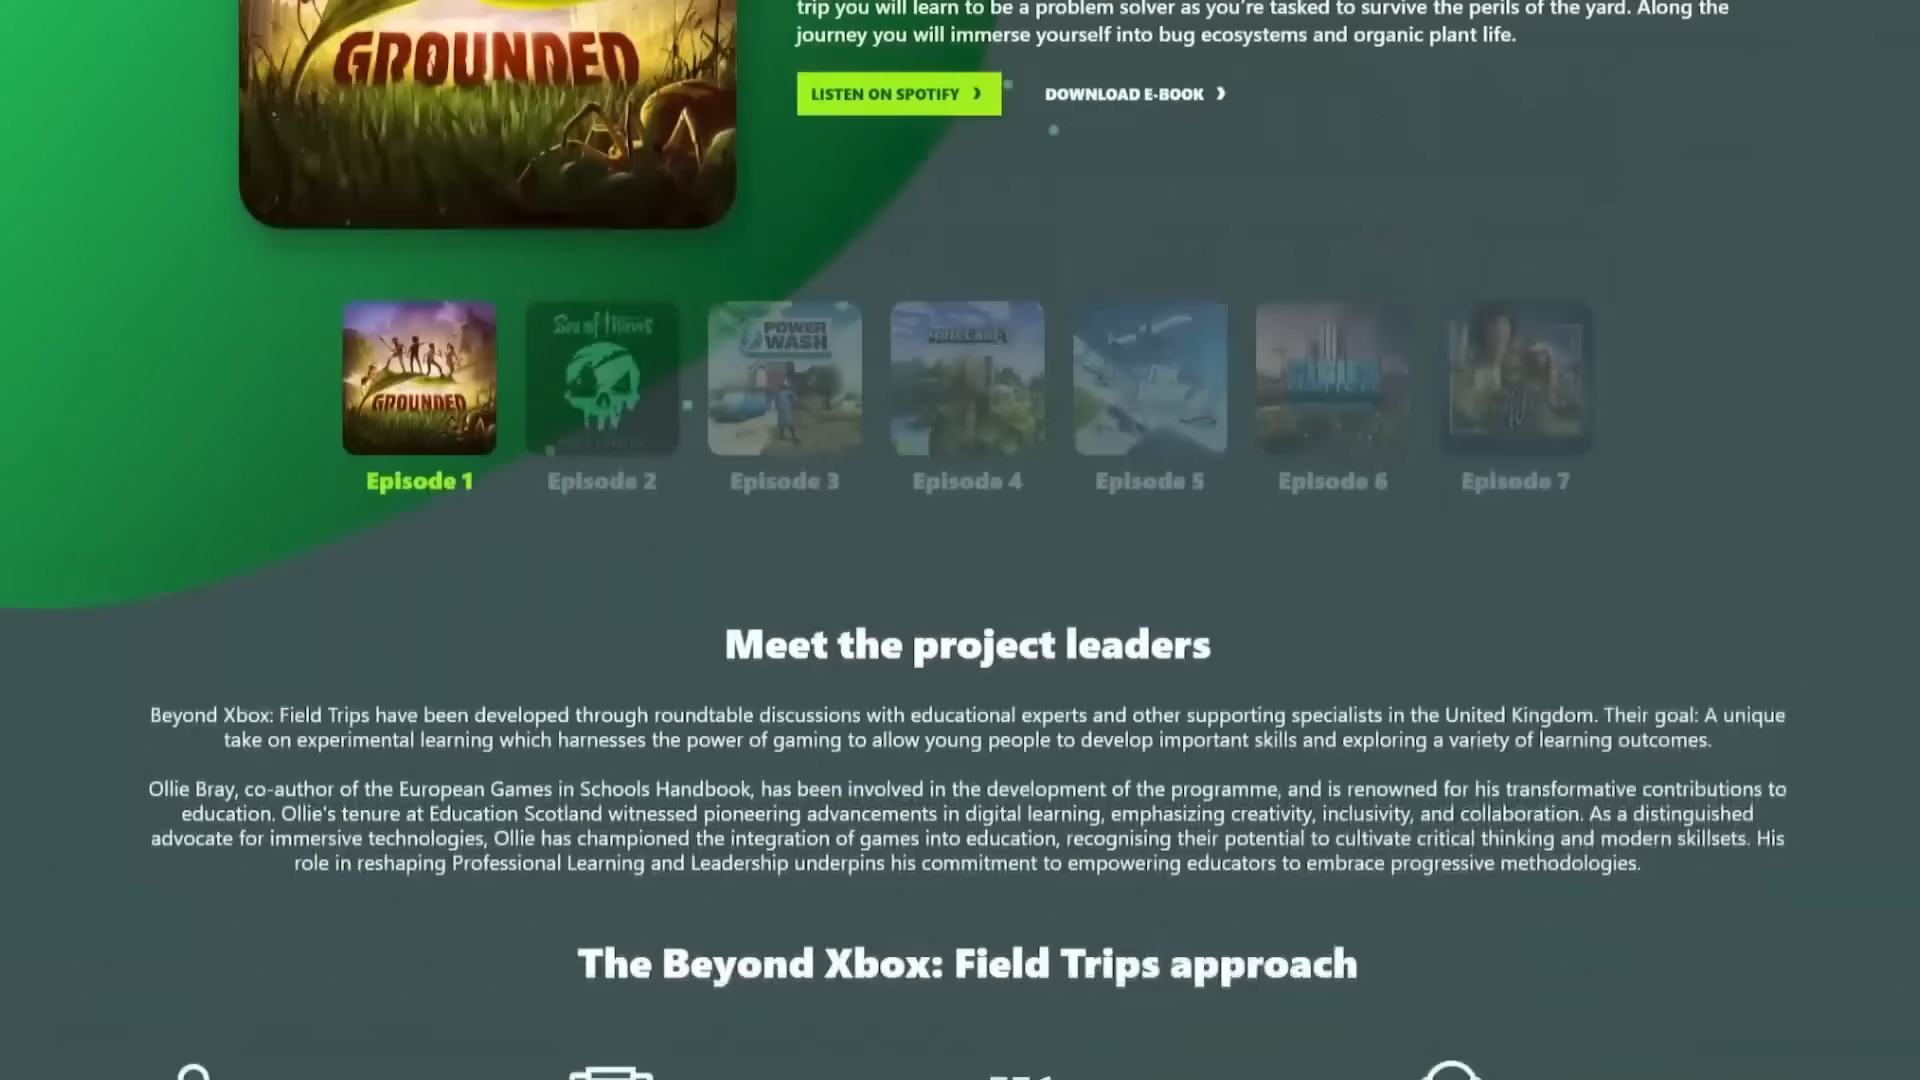 trip you will learn to be a problem solver as you're tasked to survive the perils of the yard. Along the
journey you will immerse yourself into bug ecosystems and organic plant life.
GROUNDED
LISTEN ON SPOTIFY
DOWNLOAD E-BOOK
Sea of Thieves
POWER
WASH
MINECRAFT
GROUNDED
Episode 1
Episode 2
Episode 3
Episode 4
Episode 5
Episode 6
Episode 7
Meet the project leaders
Beyond Xbox: Field Trips have been developed through roundtable discussions with educational experts and other supporting specialists in the United Kingdom. Their goal: A unique
take on experimental learning which harnesses the power of gaming to allow young people to develop important skills and exploring a variety of learning outcomes.
Ollie Bray, co-author of the European Games in Schools Handbook, has been involved in the development of the programme, and is renowned for his transformative contributions to
education. Ollie's tenure at Education Scotland witnessed pioneering advancements in digital learning, emphasizing creativity, inclusivity, and collaboration. As a distinguished
advocate for immersive technologies, Ollie has championed the integration of games into education, recognising their potential to cultivate critical thinking and modern skillsets. His
role in reshaping Professional Learning and Leadership underpins his commitment to empowering educators to embrace progressive methodologies.
The Beyond Xbox: Field Trips approach